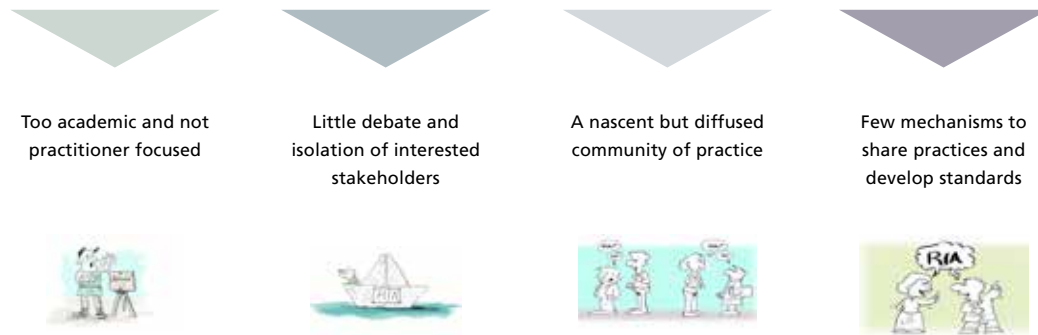 Too academic and not
practitioner focused
Little debate and
isolation of interested
stakeholders
A nascent but diffused
community of practice
Few mechanisms to
share practices and
develop standards
RIA